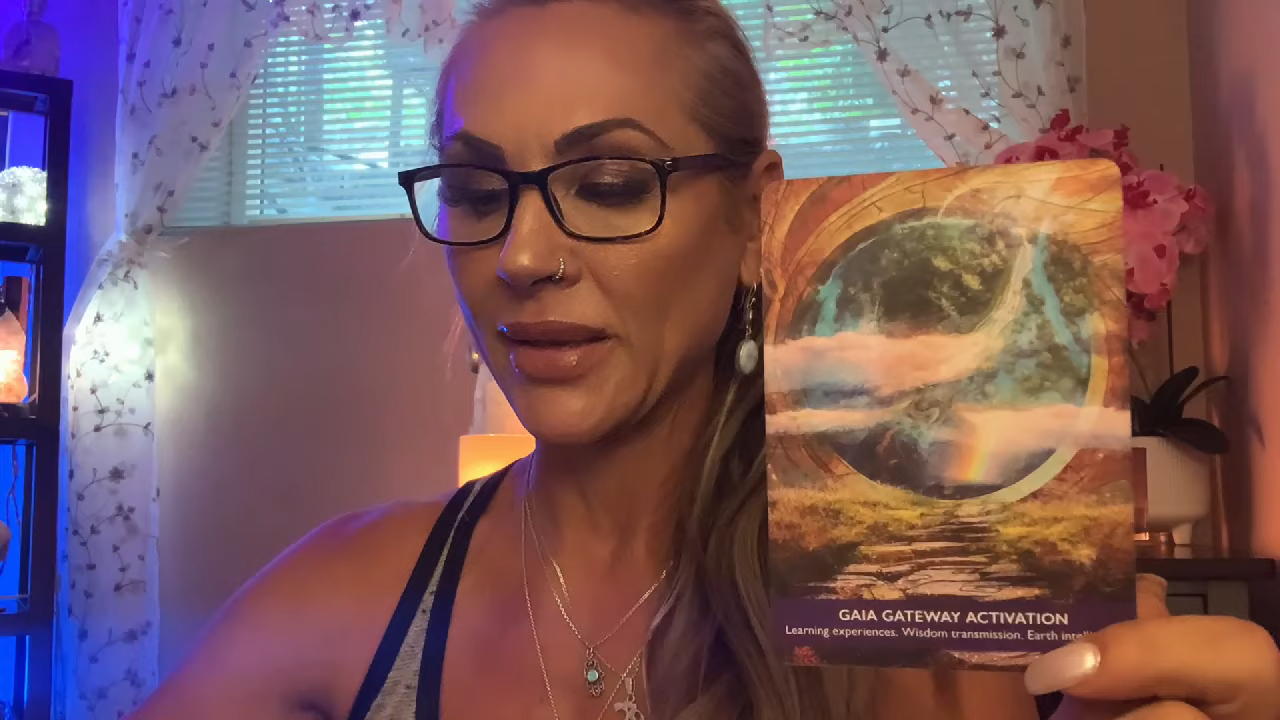 GAIA GATEWAY ACTIVATION
Learning experiences. Wisdom transmission. Earth